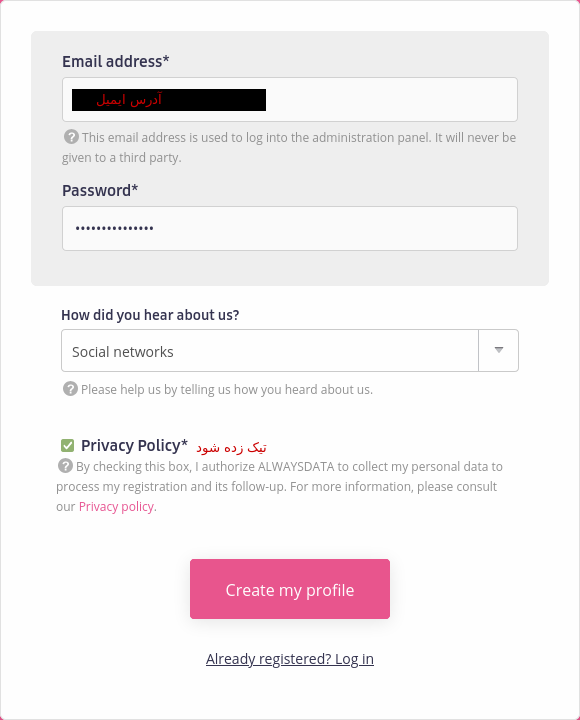 Email address*
آدرس ایمیل
This email address is used to log into the administration panel. It will never be
given to a third party.
Password*
•••••••••••••••
How did you hear about us?
Social networks
Please help us by telling us how you heard about us.
Privacy Policy* تیک زده شود
By checking this box, I authorize ALWAYSDATA to collect my personal data to
process my registration and its follow-up. For more information, please consult
our Privacy policy.
Create my profile
Already registered? Log in